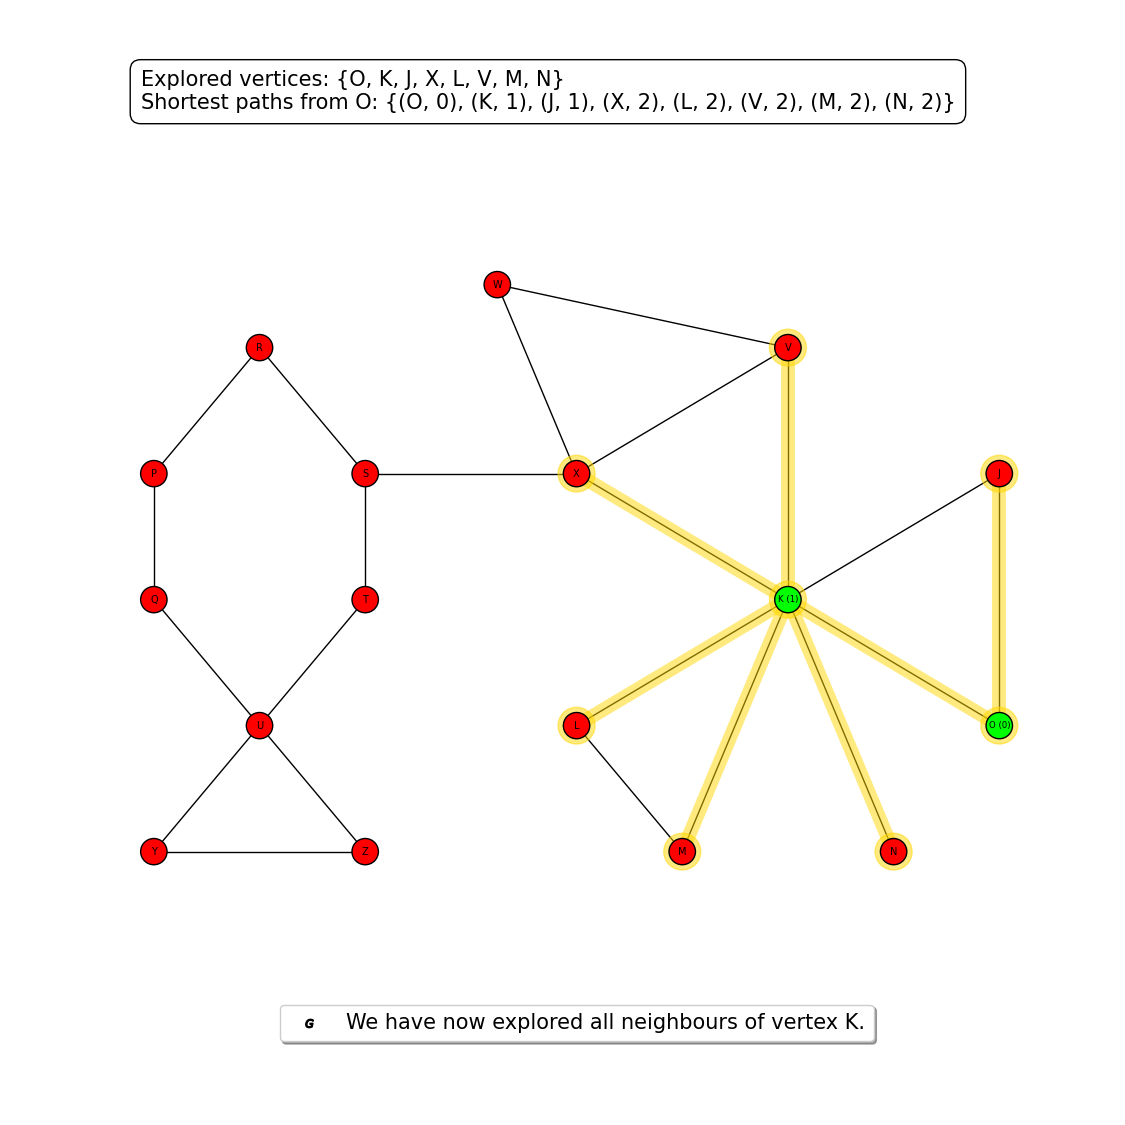 Explored vertices: {O, K, J, X, L, V, M, N}
Shortest paths from O: {(O, 0), (K, 1), (J, 1), (X, 2), (L, 2), (V, 2), (M, 2), (N, 2)}
W
R
V
P
S
X
J
Q
T
K (1)
U
L
O (0)
Y
Z
M
N
G We have now explored all neighbours of vertex K.